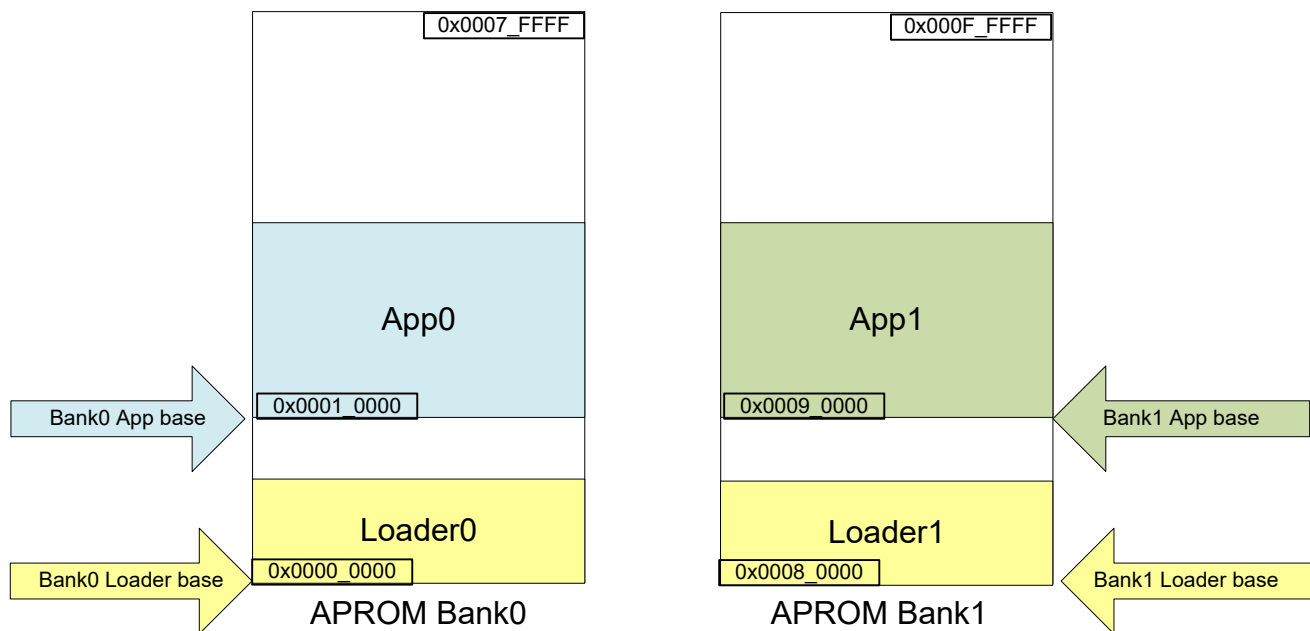 0x0007_FFFF
0x000F_FFFF
App0
App1
0x0001_0000
0x0009_0000
Bank0 App base
Bank1 App base
Loader0
Loader1
0x0000_0000
0x0008_0000
Bank0 Loader base
Bank1 Loader base
APROM Bank0
APROM Bank1